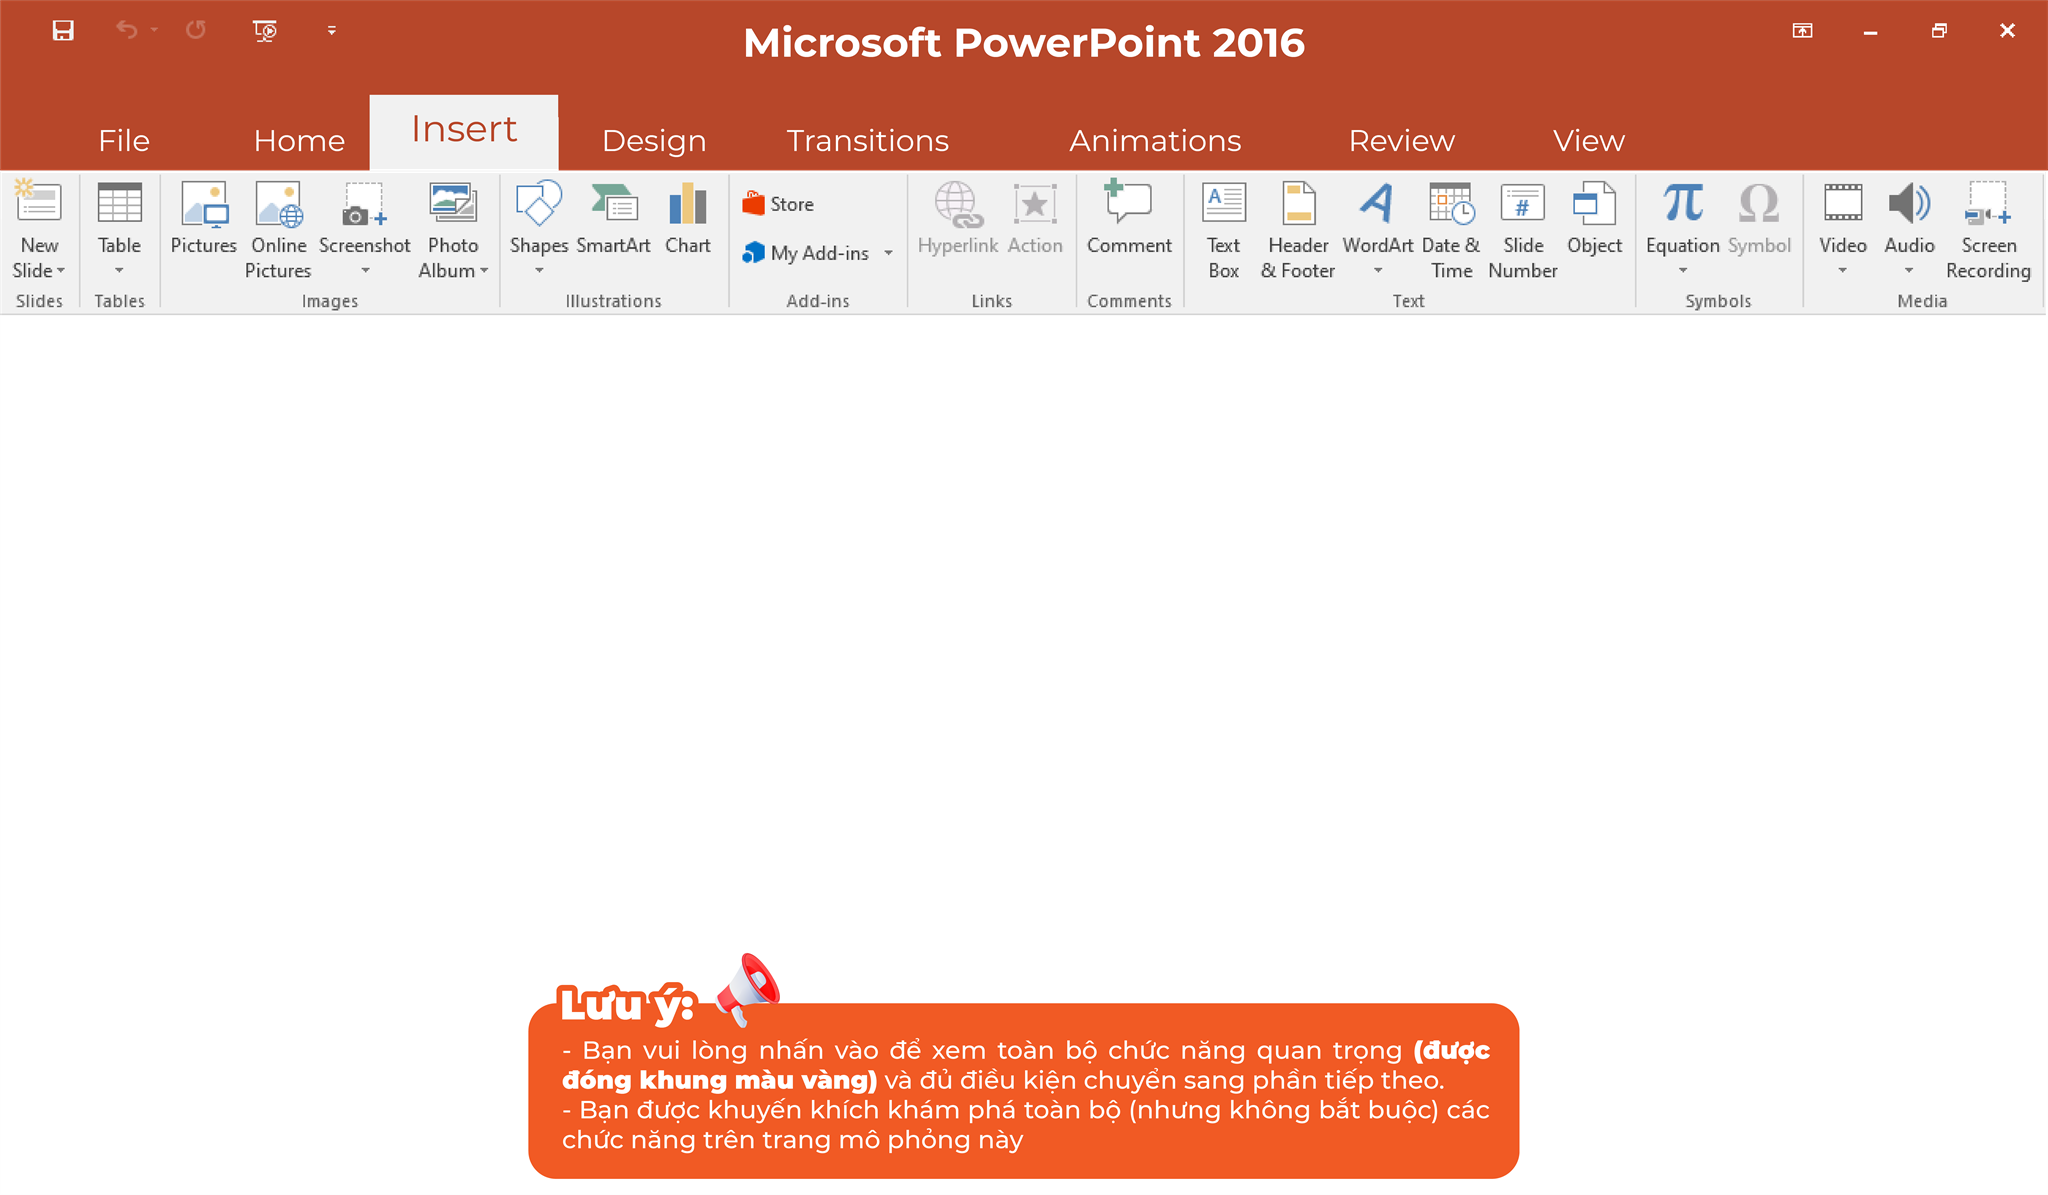 Microsoft PowerPoint 2016
File Home Insert Design Transitions Animations Review View
New Slide
Table
Pictures
Online Pictures
Screenshot
Photo Album
Shapes
SmartArt
Chart
Store
My Add-ins
Hyperlink
Action
Comment
Text Box
Header & Footer
WordArt
Date & Time
Slide Number
Object
Equation
Symbol
Video
Audio
Screen Recording
Slides Tables Images Illustrations Add-ins Links Comments Text Symbols Media
Lưu ý:
- Bạn vui lòng nhấn vào để xem toàn bộ chức năng quan trọng (được
đóng khung màu vàng) và đủ điều kiện chuyển sang phần tiếp theo.
- Bạn được khuyến khích khám phá toàn bộ (nhưng không bắt buộc) các
chức năng trên trang mô phỏng này